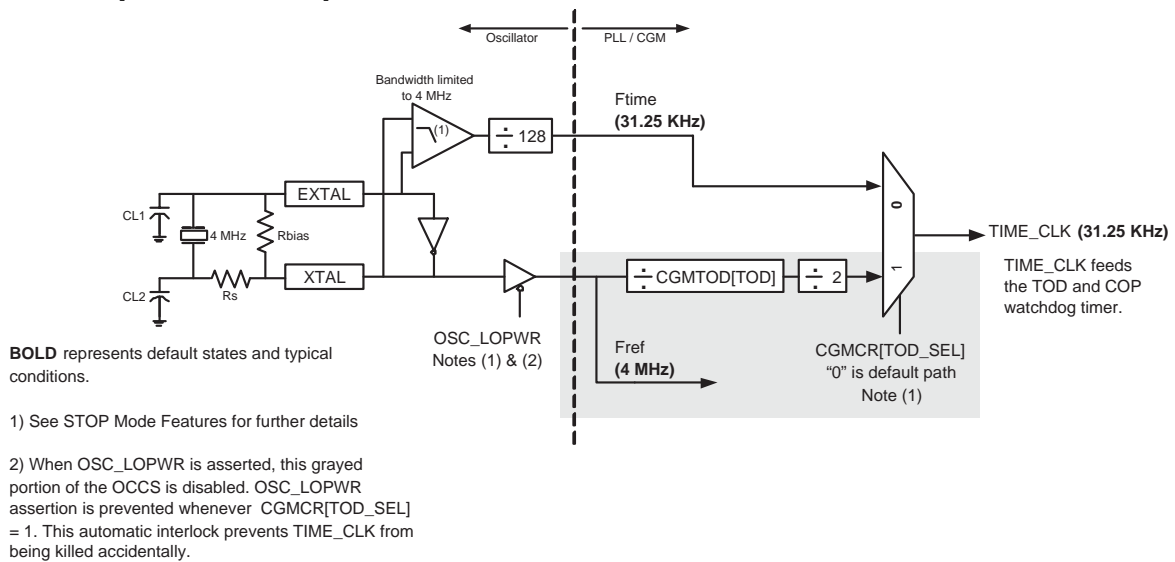 Oscillator
PLL / CGM
Bandwidth limited
to 4 MHz
(1)
÷ 128
Ftime
(31.25 KHz)
EXTAL
CL1
4 MHz
Rbias
0
TIME_CLK (31.25 KHz)
XTAL
CL2
Rs
÷ CGMTOD[TOD]
÷ 2
1
TIME_CLK feeds
the TOD and COP
watchdog timer.
OSC_LOPWR
Notes (1) & (2)
Fref
(4 MHz)
CGMCR[TOD_SEL]
“0” is default path
Note (1)
BOLD represents default states and typical
conditions.
1) See STOP Mode Features for further details
2) When OSC_LOPWR is asserted, this grayed
portion of the OCCS is disabled. OSC_LOPWR
assertion is prevented whenever CGMCR[TOD_SEL]
= 1. This automatic interlock prevents TIME_CLK from
being killed accidentally.